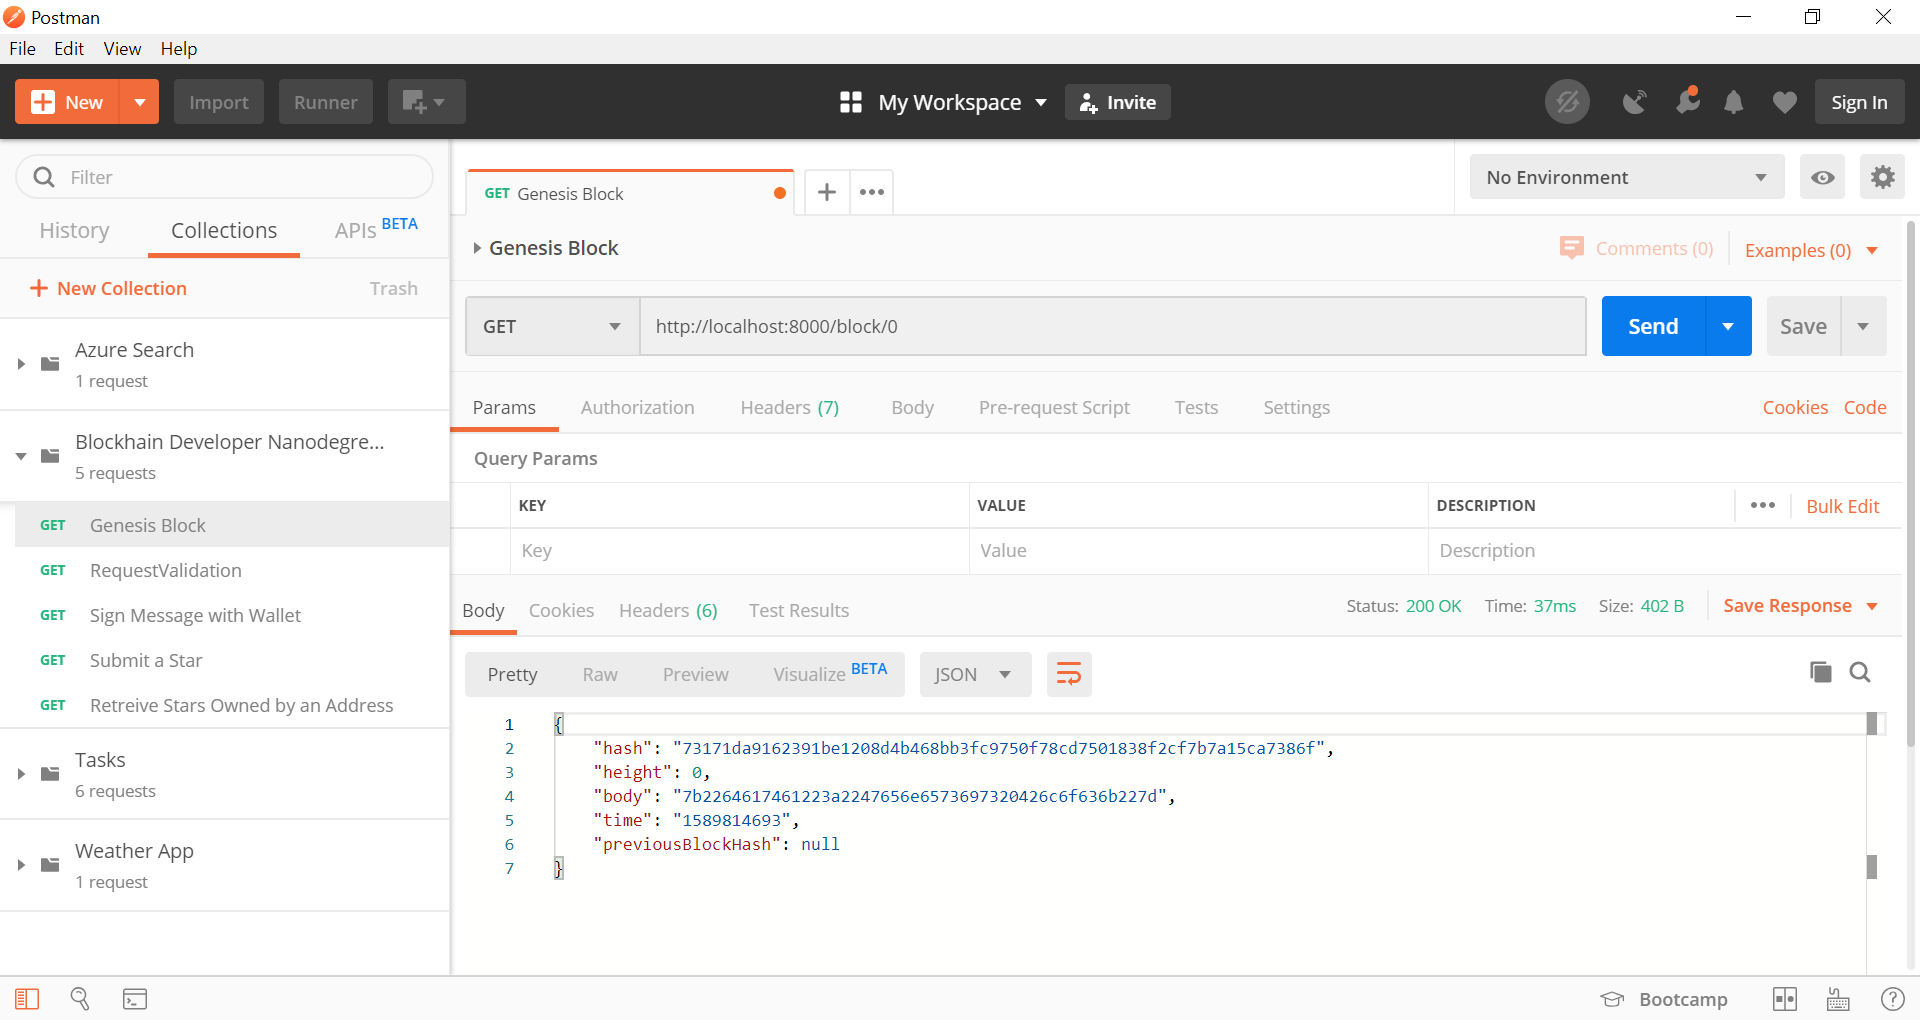 Postman
File Edit View Help
New Import Runner My Workspace Invite Sign In
Filter
History Collections APIs BETA
New Collection Trash
Azure Search
1 request
Blockhain Developer Nanodegre...
5 requests
GET Genesis Block
GET RequestValidation
GET Sign Message with Wallet
GET Submit a Star
GET Retreive Stars Owned by an Address
Tasks
6 requests
Weather App
1 request
GET Genesis Block
No Environment
Genesis Block
Comments (0) Examples (0)
GET http://localhost:8000/block/0 Send Save
Params Authorization Headers (7) Body Pre-request Script Tests Settings Cookies Code
Query Params
KEY VALUE DESCRIPTION Bulk Edit
Key Value Description
Body Cookies Headers (6) Test Results Status: 200 OK Time: 37ms Size: 402 B Save Response
Pretty Raw Preview Visualize BETA JSON
1 {
2 "hash": "73171da9162391be1208d4b468bb3fc9750f78cd7501838f2cf7b7a15ca7386f",
3 "height": 0,
4 "body": "7b2264617461223a2247656e6573697320426c6f636b227d",
5 "time": "1589814693",
6 "previousBlockHash": null
7 }
Bootcamp